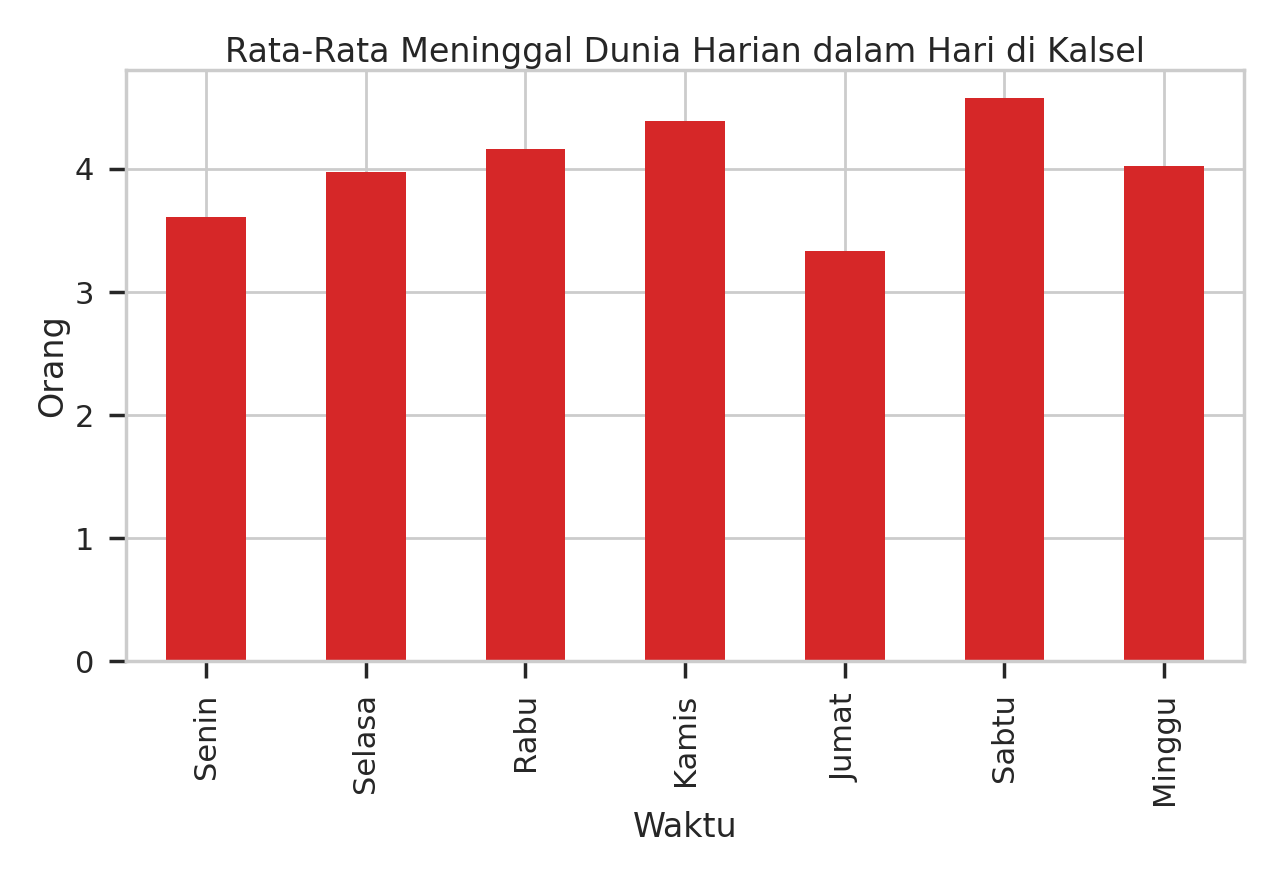 Rata-Rata Meninggal Dunia Harian dalam Hari di Kalsel
Orang
4
3
2
1
0
Senin
Selasa
Rabu
Kamis
Jumat
Sabtu
Minggu
Waktu